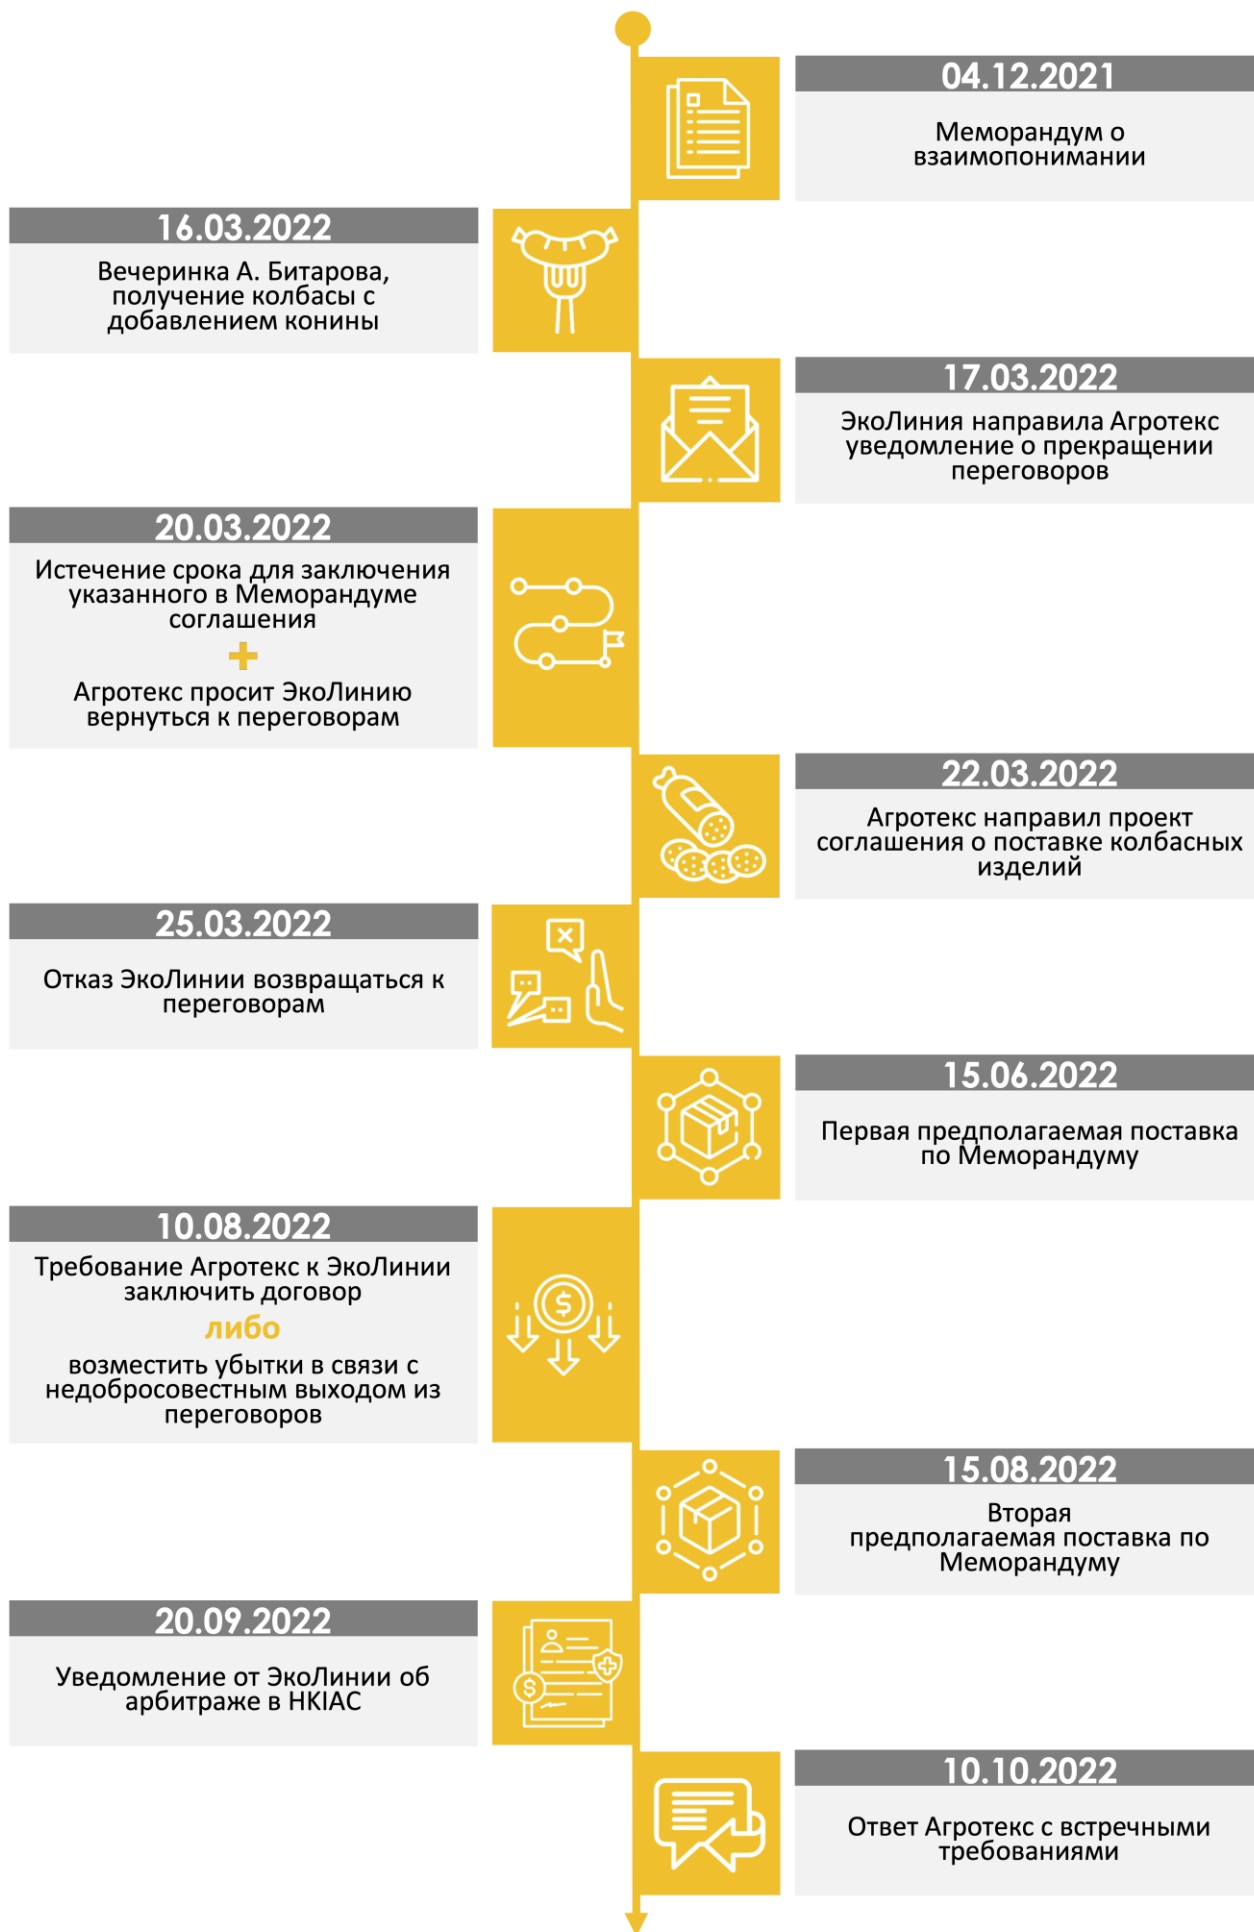 04.12.2021
Меморандум о
взаимопонимании
16.03.2022
Вечеринка А. Битарова,
получение колбасы с
добавлением конины
17.03.2022
ЭкоЛиния направила Агротекс
уведомление о прекращении
переговоров
20.03.2022
Истечение срока для заключения
указанного в Меморандуме
соглашения
+
Агротекс просит ЭкоЛинию
вернуться к переговорам
22.03.2022
Агротекс направил проект
соглашения о поставке колбасных
изделий
25.03.2022
Отказ ЭкоЛинии возвращаться к
переговорам
15.06.2022
Первая предполагаемая поставка
по Меморандуму
10.08.2022
Требование Агротекс к ЭкоЛинии
заключить договор
либо
возместить убытки в связи с
недобросовестным выходом из
переговоров
$
15.08.2022
Вторая
предполагаемая поставка по
Меморандуму
20.09.2022
Уведомление от ЭкоЛинии об
арбитраже в HKIAC
$
10.10.2022
Ответ Агротекс с встречными
требованиями